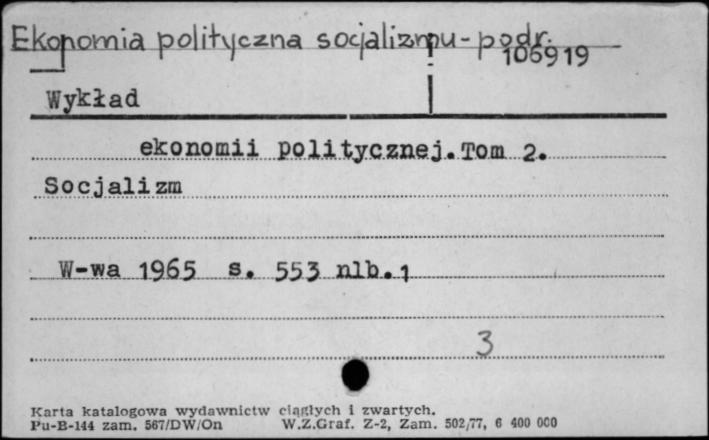 Ekonomia polityczna socjalizmu - podr.
106919
Wykład
ekonomii politycznej.Tom 2.
Socjalizm
W-wa 1965 s. 553 nlb.1
3
Karta katalogowa wydawnictw ciągłych i zwartych.
Pu-B-144 zam. 567/DW/On W.Z.Graf. Z-2, Zam. 502/77, 6 400 000